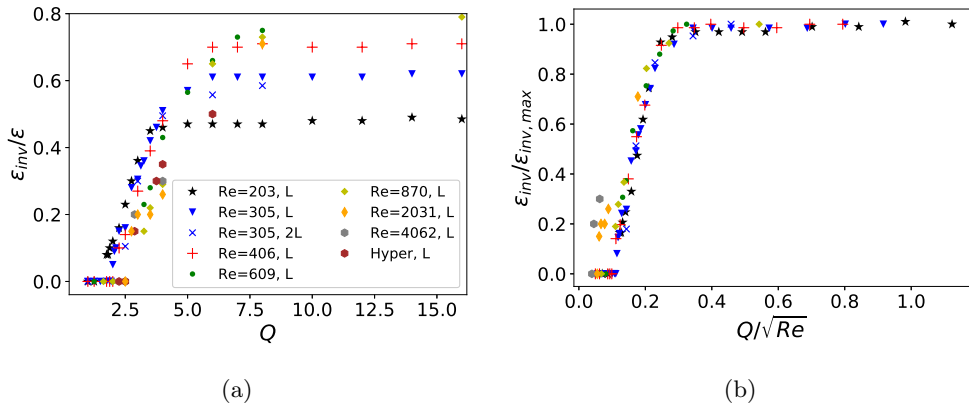 ε_inv/ε
0.8
0.6
0.4
0.2
0.0
2.5 5.0 7.5 10.0 12.5 15.0
Q
Re=203, L
Re=305, L
Re=305, 2L
Re=406, L
Re=609, L
Re=870, L
Re=2031, L
Re=4062, L
Hyper, L
(a)
ε_inv/ε_inv, max
1.0
0.8
0.6
0.4
0.2
0.0
0.0 0.2 0.4 0.6 0.8 1.0
Q/√Re
(b)